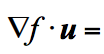 ∇f · u =